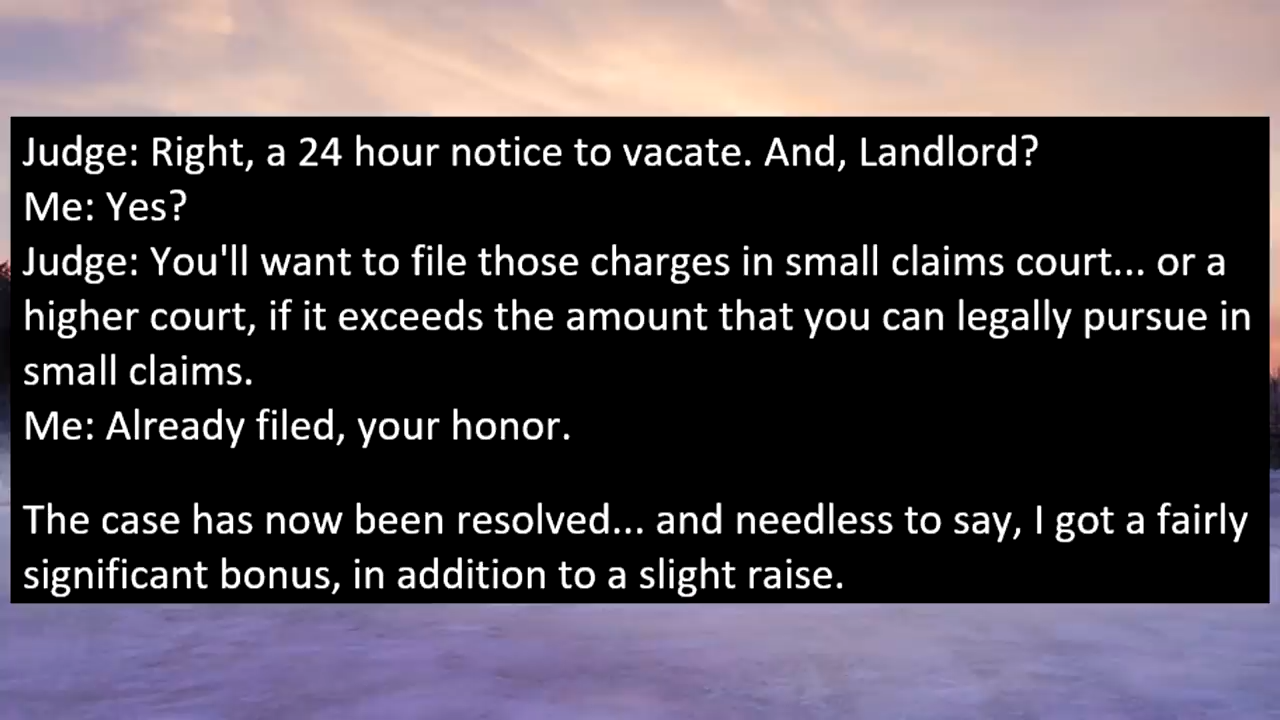 Judge: Right, a 24 hour notice to vacate. And, Landlord?
Me: Yes?
Judge: You'll want to file those charges in small claims court... or a
higher court, if it exceeds the amount that you can legally pursue in
small claims.
Me: Already filed, your honor.
The case has now been resolved... and needless to say, I got a fairly
significant bonus, in addition to a slight raise.